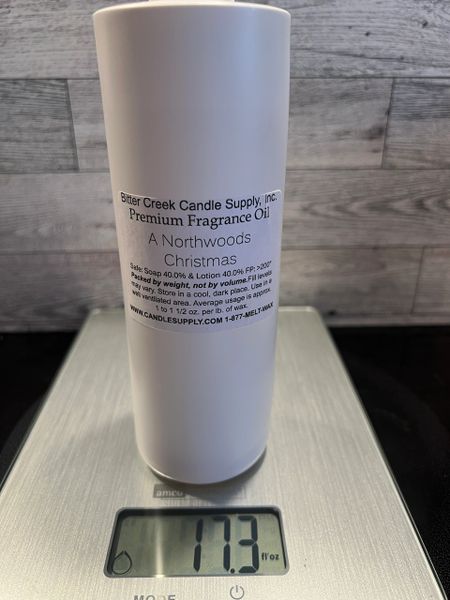 Bitter Creek Candle Supply, Inc.
Premium Fragrance Oil
A Northwoods
Christmas
Safe: Soap 40.0% & Lotion 40.0% FP: >200*
Packed by weight, not by volume. Fill levels
may vary. Store in a cool, dark place. Use in a
well ventilated area. Average usage is approx.
1 to 1 1/2 oz. per lb. of wax.
WWW.CANDLESUPPLY.COM 1-877-MELT-WAX
17.3 fl'oz
MODE